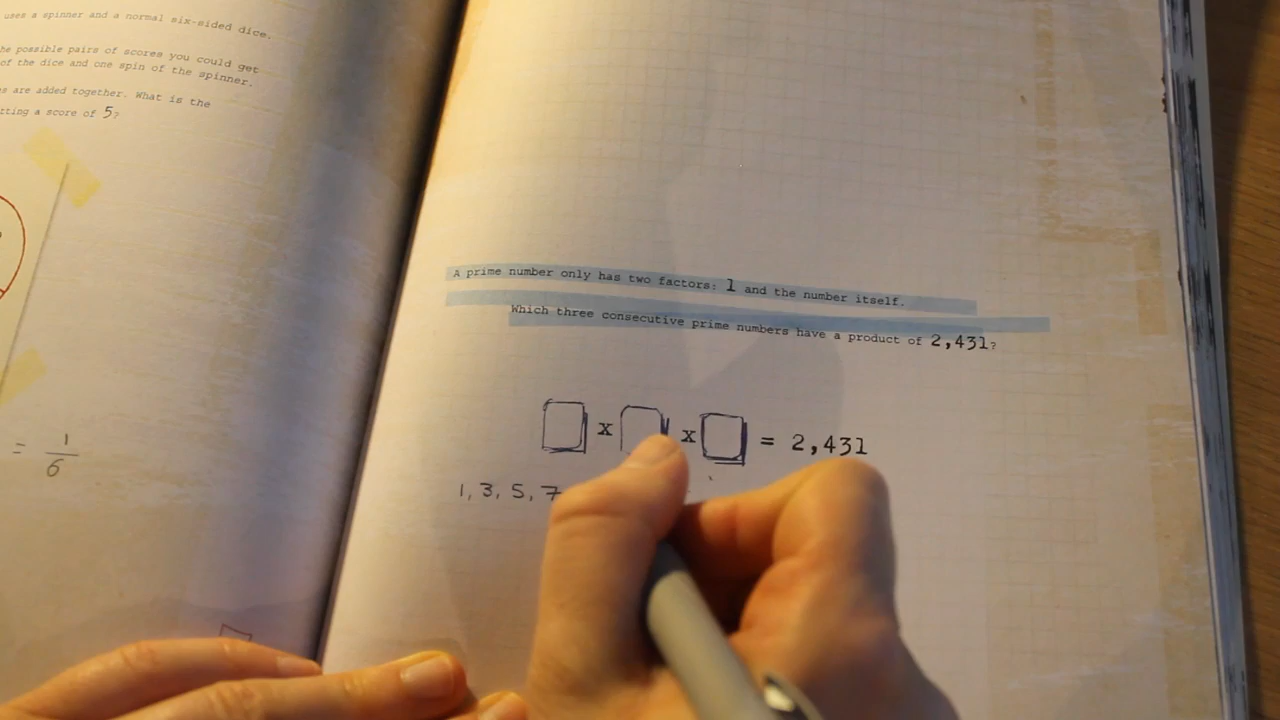 uses a spinner and a normal six-sided dice.
he possible pairs of scores you could get
of the dice and one spin of the spinner.
are added together. What is the
tting a score of 5?
= 1/6
A prime number only has two factors: 1 and the number itself.
Which three consecutive prime numbers have a product of 2,431?
x x = 2,431
1, 3, 5, 7